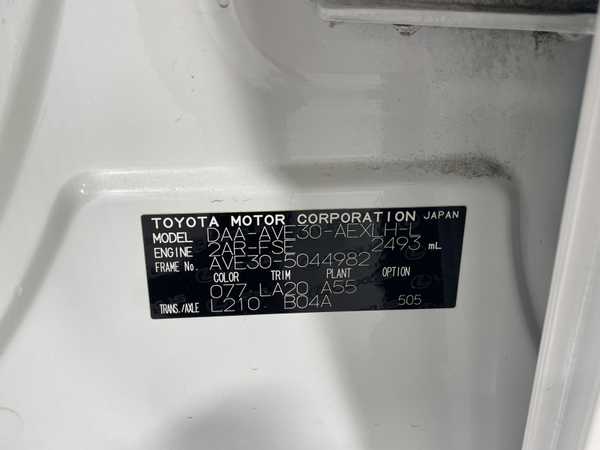 TOYOTA MOTOR CORPORATION JAPAN
MODEL DAA-AVE30-AEXLH-L
ENGINE 2AR-FSE 2493 mL
FRAME No. AVE30-5044982
COLOR TRIM PLANT OPTION
077 LA20 A55
TRANS./AXLE L210 B04A 505